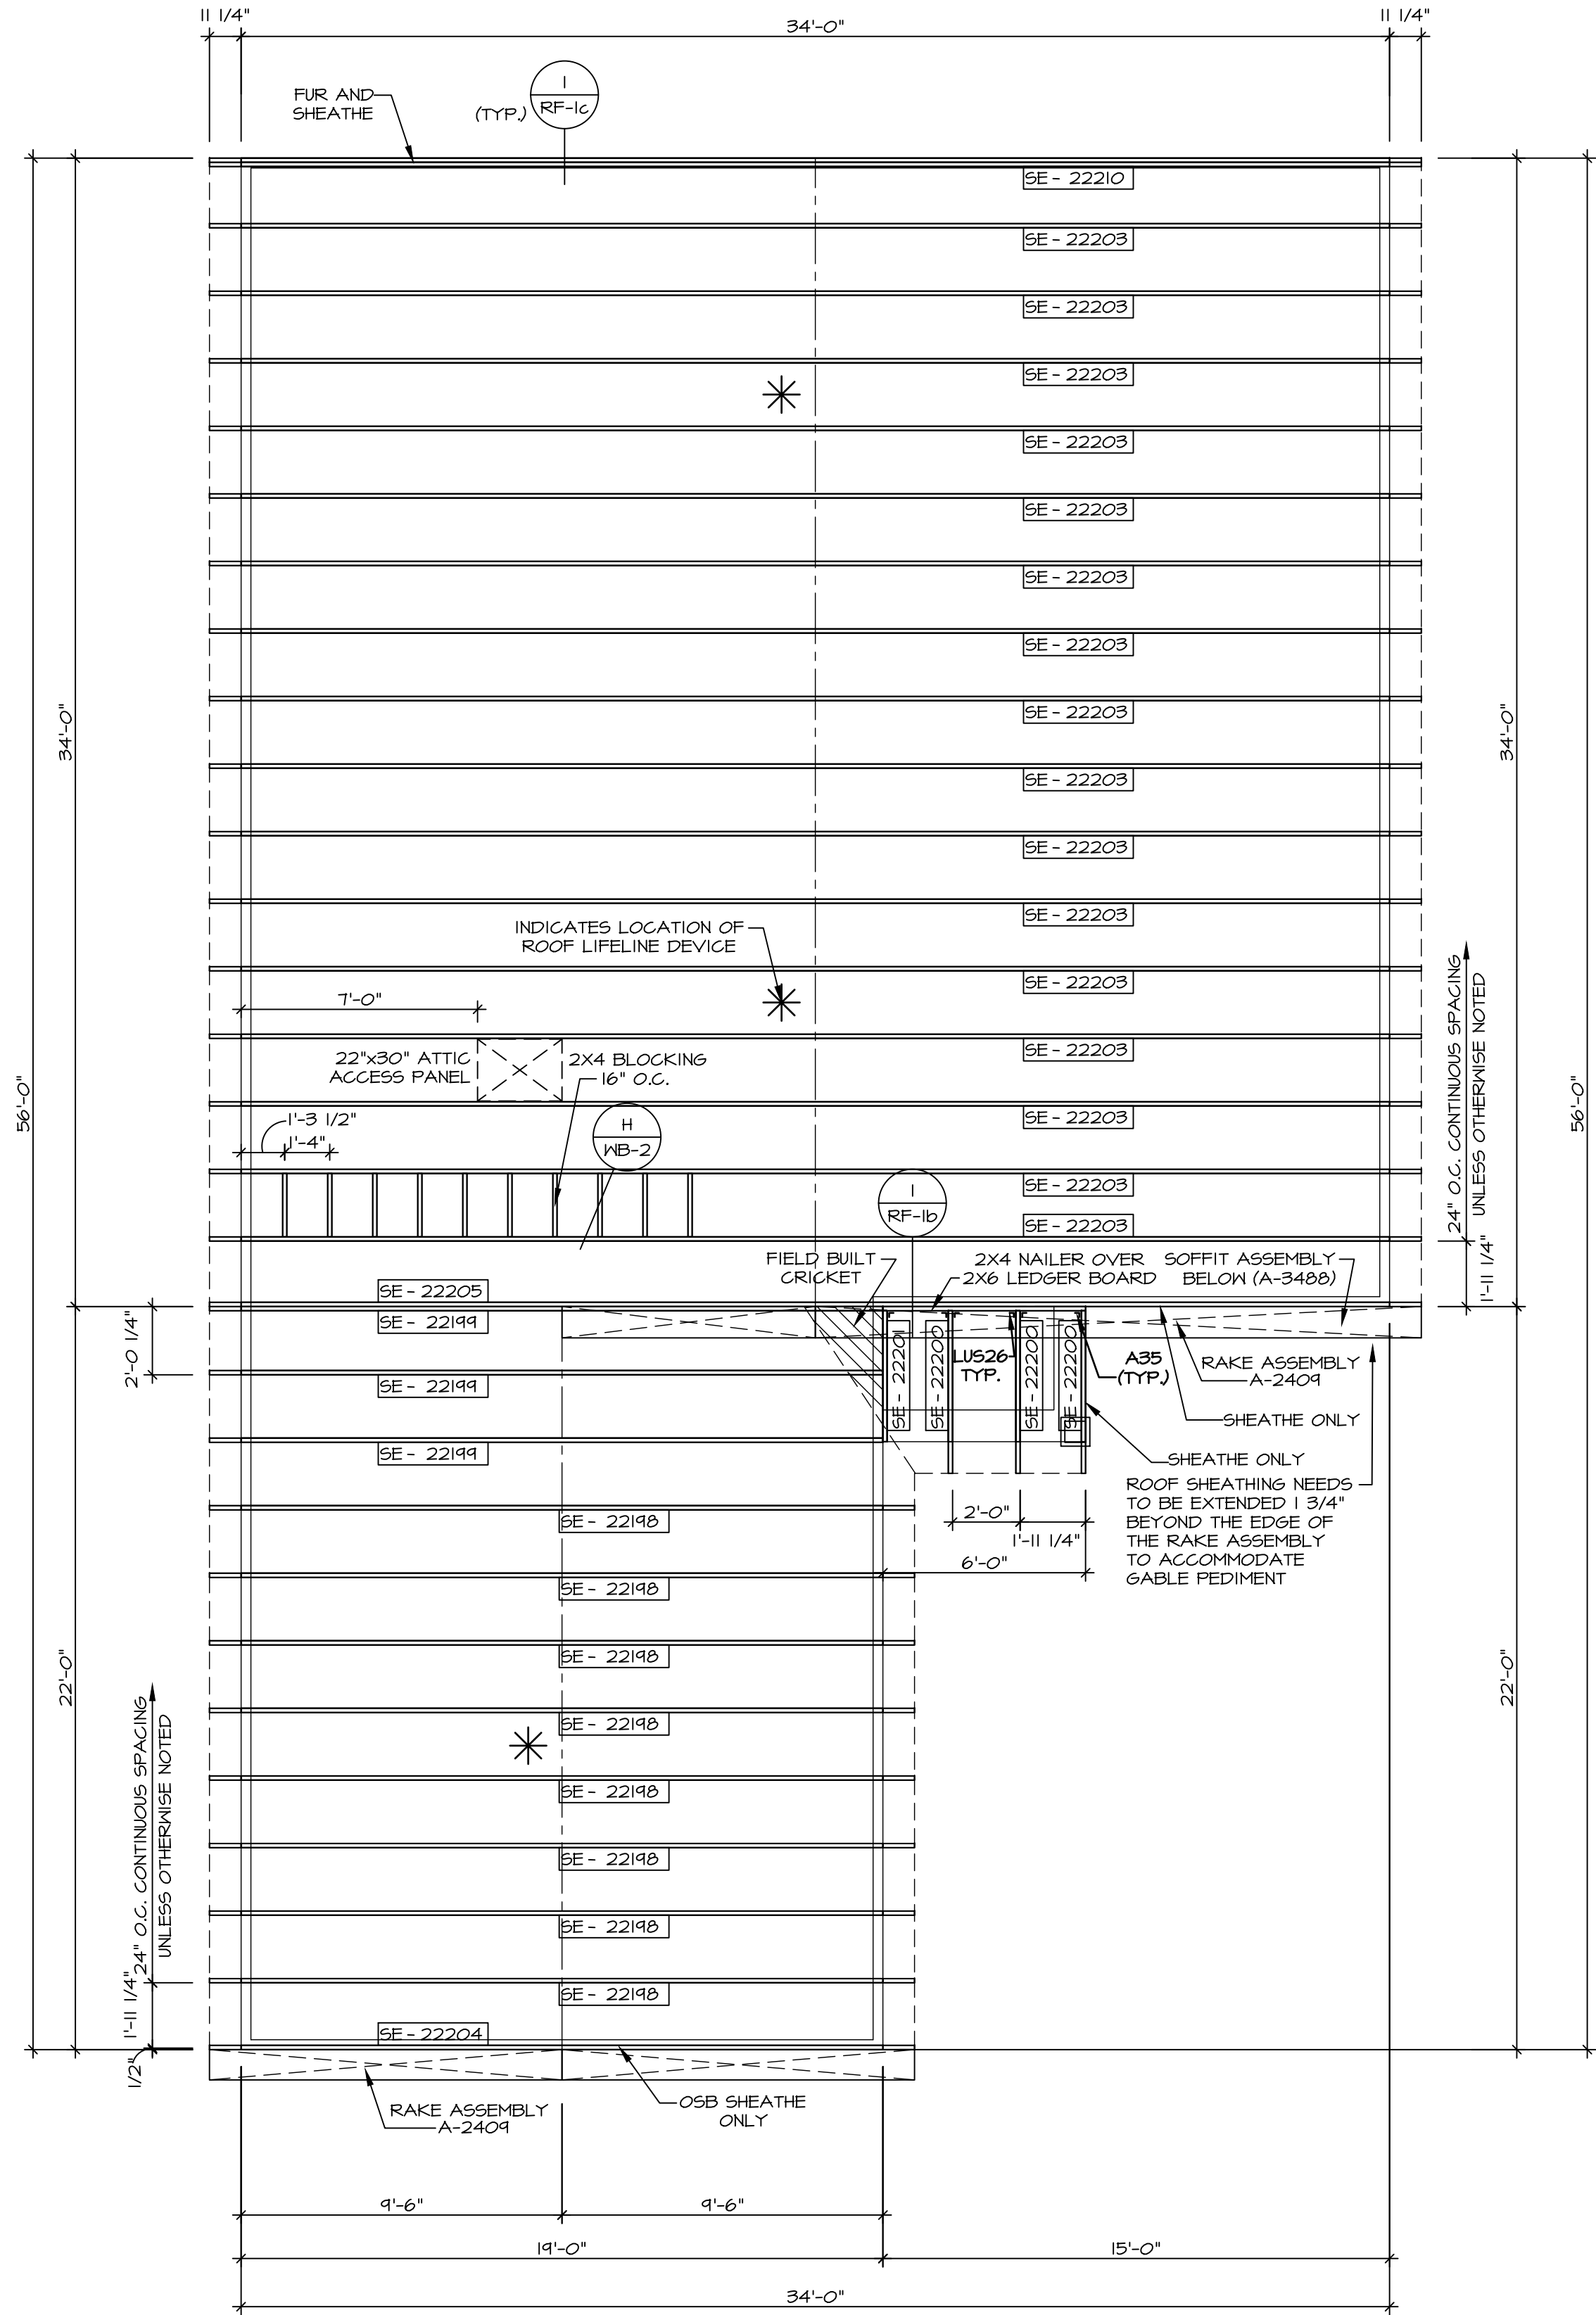 11 1/4"
34'-0"
11 1/4"
FUR AND
SHEATHE
(TYP.)
1
RF-1c
SE - 22210
SE - 22203
SE - 22203
SE - 22203
SE - 22203
SE - 22203
SE - 22203
SE - 22203
SE - 22203
SE - 22203
SE - 22203
SE - 22203
INDICATES LOCATION OF
ROOF LIFELINE DEVICE
SE - 22203
7'-0"
22"x30" ATTIC
ACCESS PANEL
2X4 BLOCKING
16" O.C.
SE - 22203
SE - 22203
1'-3 1/2"
1'-4"
H
WB-2
SE - 22203
1
RF-1b
SE - 22203
56'-0"
34'-0"
34'-0"
56'-0"
24" O.C. CONTINUOUS SPACING
UNLESS OTHERWISE NOTED
1'-11 1/4"
FIELD BUILT
CRICKET
2X4 NAILER OVER
2X6 LEDGER BOARD
SOFFIT ASSEMBLY
BELOW (A-3488)
SE - 22205
SE - 22199
2'-0 1/4"
SE - 22199
SE - 22199
SE - 22201
SE - 22200
LUS26
TYP.
SE - 22200
SE - 22200
A35
(TYP.)
RAKE ASSEMBLY
A-2409
SHEATHE ONLY
SHEATHE ONLY
ROOF SHEATHING NEEDS
TO BE EXTENDED 1 3/4"
BEYOND THE EDGE OF
THE RAKE ASSEMBLY
TO ACCOMMODATE
GABLE PEDIMENT
2'-0"
1'-11 1/4"
6'-0"
SE - 22198
SE - 22198
SE - 22198
SE - 22198
SE - 22198
SE - 22198
SE - 22198
SE - 22198
22'-0"
22'-0"
24" O.C. CONTINUOUS SPACING
UNLESS OTHERWISE NOTED
1'-11 1/4"
1/2"
SE - 22204
RAKE ASSEMBLY
A-2409
OSB SHEATHE
ONLY
9'-6"
9'-6"
19'-0"
15'-0"
34'-0"